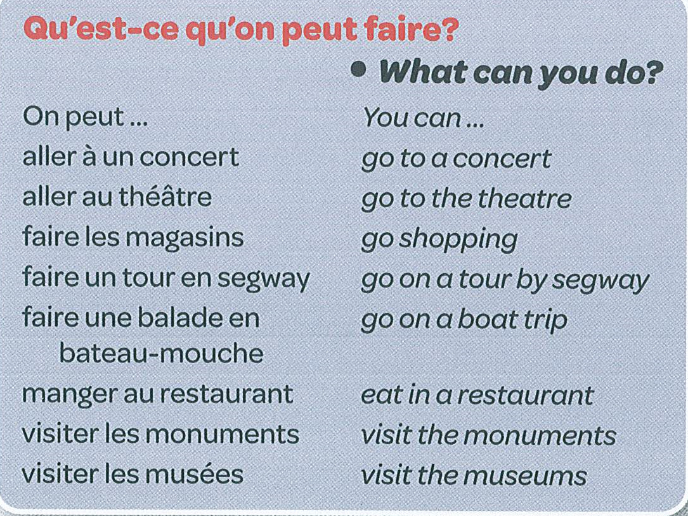 Qu'est-ce qu'on peut faire?
• What can you do?
On peut ... You can ...
aller à un concert go to a concert
aller au théâtre go to the theatre
faire les magasins go shopping
faire un tour en segway go on a tour by segway
faire une balade en go on a boat trip
bateau-mouche
manger au restaurant eat in a restaurant
visiter les monuments visit the monuments
visiter les musées visit the museums